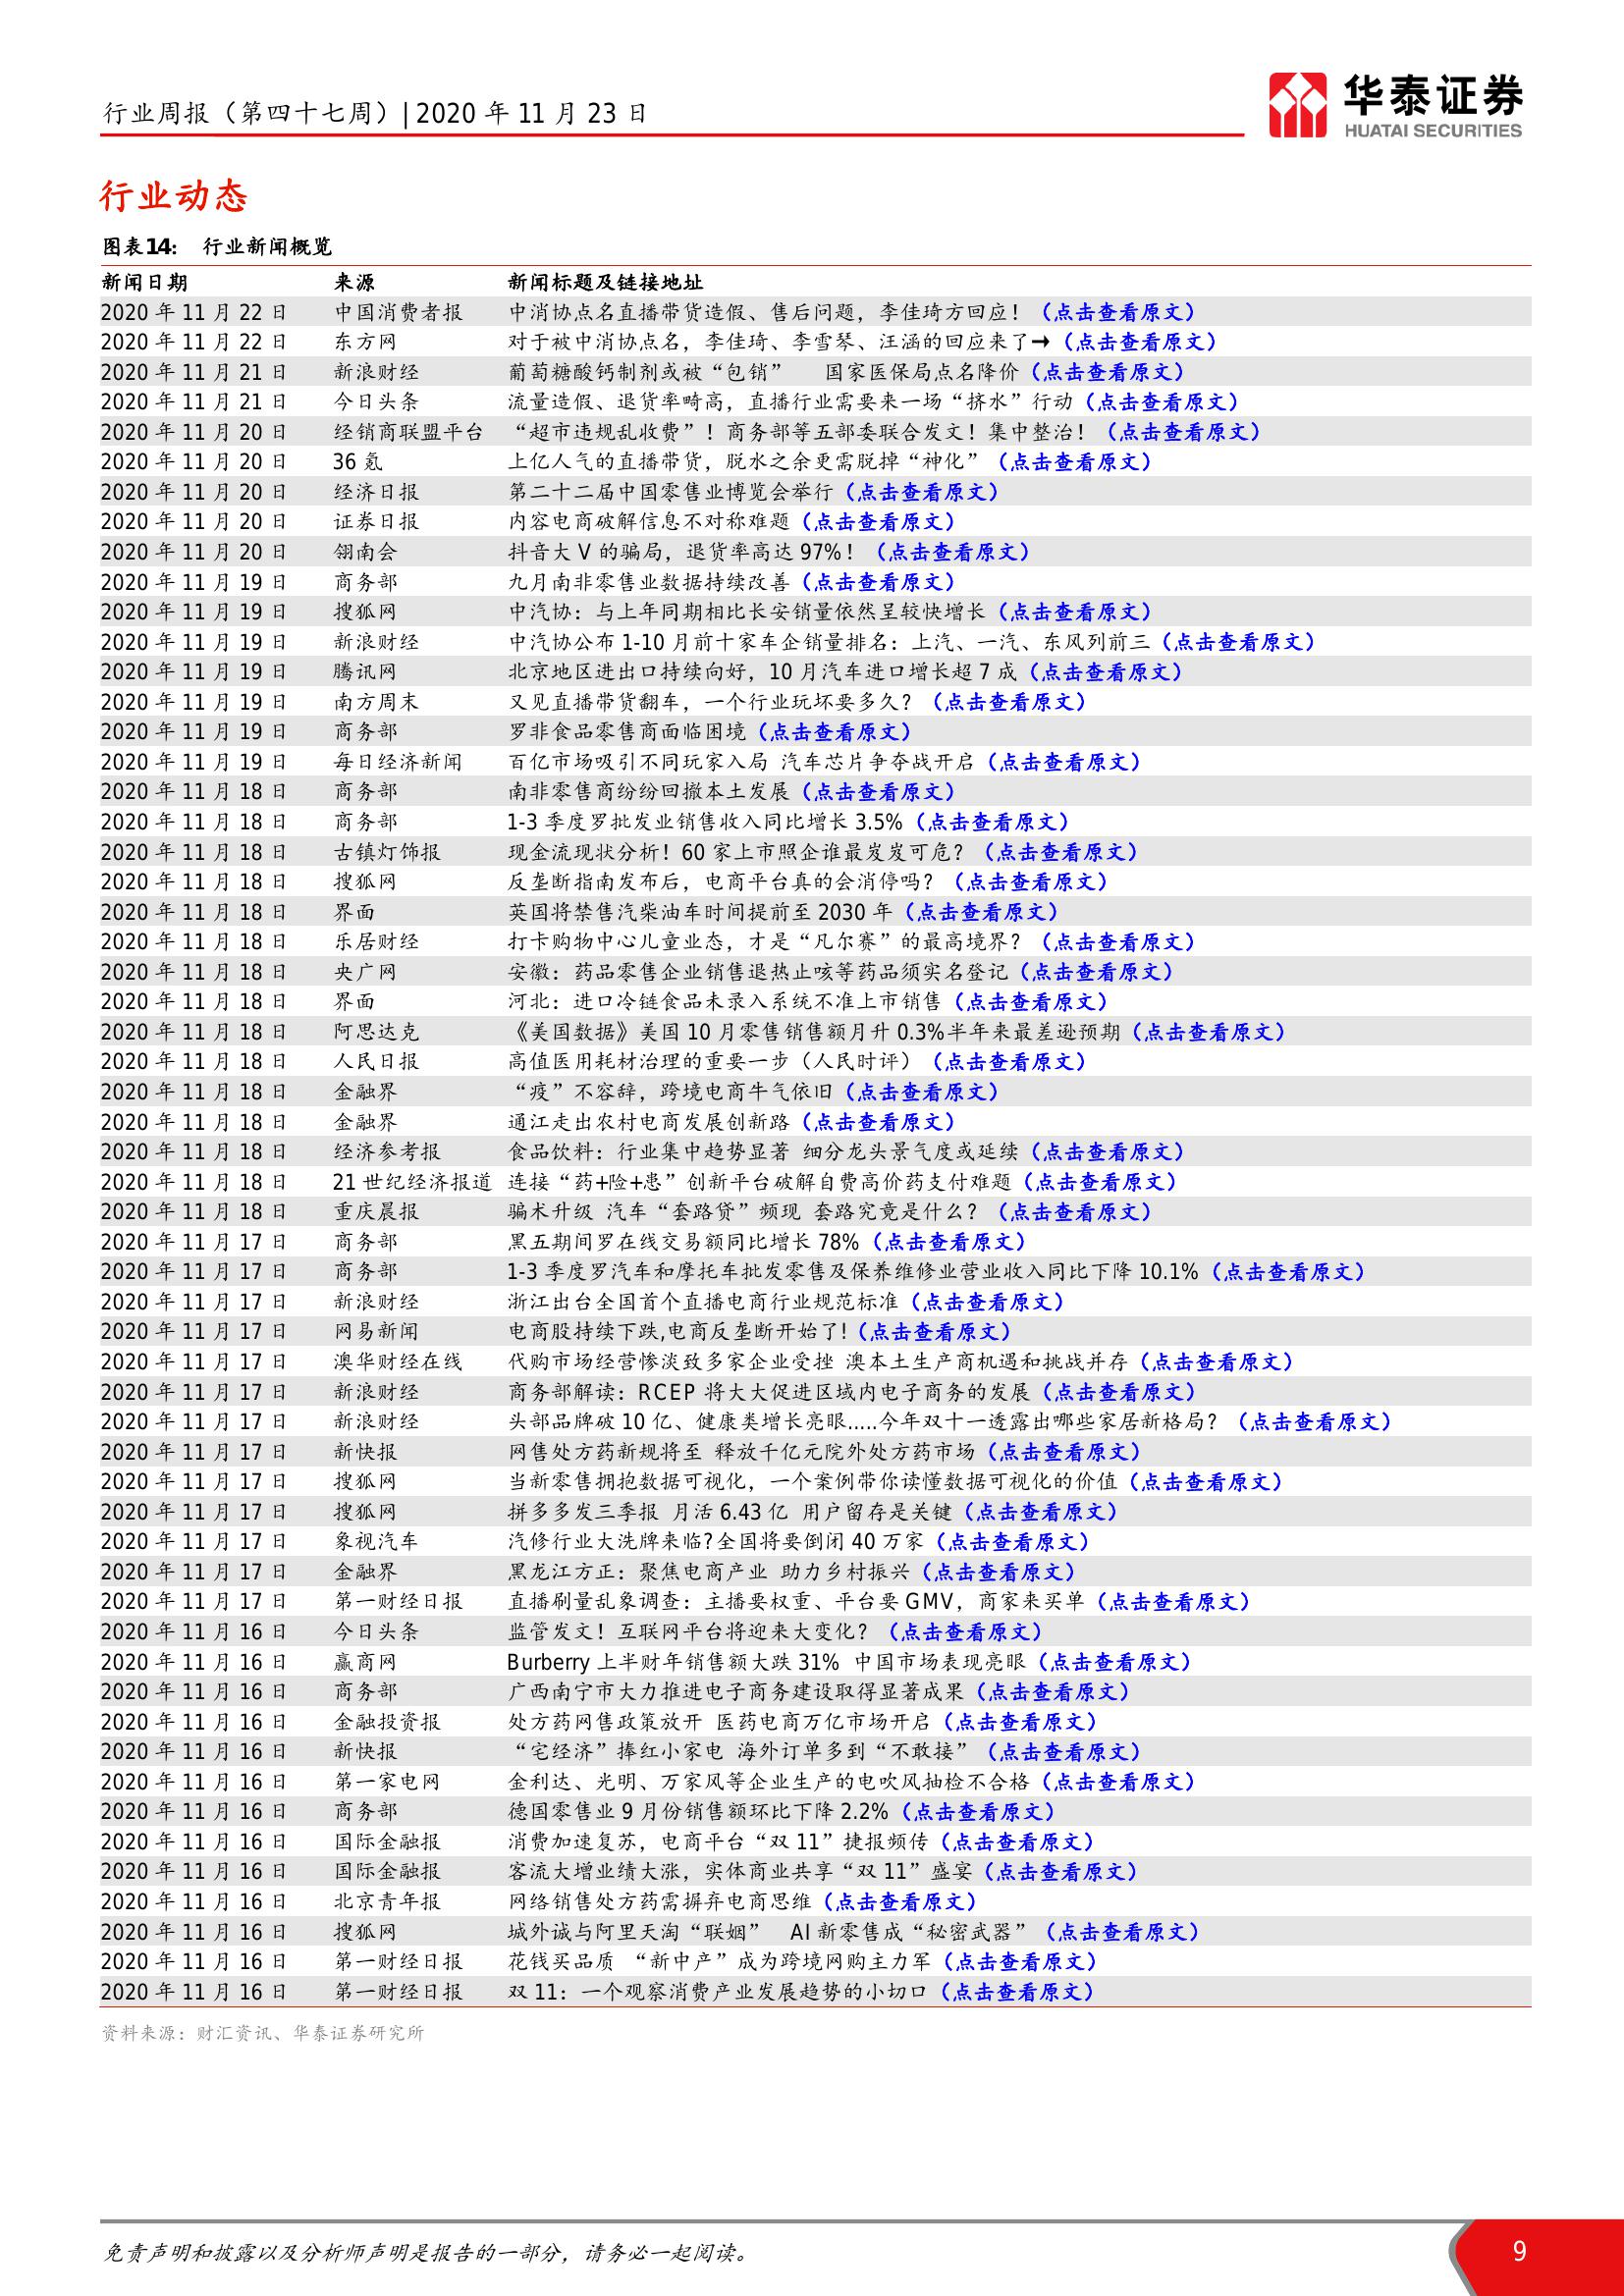 行业周报（第四十七周）| 2020 年 11 月 23 日
华泰证券
HUATAI SECURITIES
行业动态
图表14： 行业新闻概览
新闻日期 来源 新闻标题及链接地址
2020 年 11 月 22 日 中国消费者报 中消协点名直播带货造假、售后问题，李佳琦方回应！（点击查看原文）
2020 年 11 月 22 日 东方网 对于被中消协点名，李佳琦、李雪琴、汪涵的回应来了→（点击查看原文）
2020 年 11 月 21 日 新浪财经 葡萄糖酸钙制剂或被“包销” 国家医保局点名降价（点击查看原文）
2020 年 11 月 21 日 今日头条 流量造假、退货率畸高，直播行业需要来一场“挤水”行动（点击查看原文）
2020 年 11 月 20 日 经销商联盟平台 “超市违规乱收费”！商务部等五部委联合发文！集中整治！（点击查看原文）
2020 年 11 月 20 日 36 氪 上亿人气的直播带货，脱水之余更需脱掉“神化”（点击查看原文）
2020 年 11 月 20 日 经济日报 第二十二届中国零售业博览会举行（点击查看原文）
2020 年 11 月 20 日 证券日报 内容电商破解信息不对称难题（点击查看原文）
2020 年 11 月 20 日 翎南会 抖音大 V 的骗局，退货率高达 97%！（点击查看原文）
2020 年 11 月 19 日 商务部 九月南非零售业数据持续改善（点击查看原文）
2020 年 11 月 19 日 搜狐网 中汽协：与上年同期相比长安销量依然呈较快增长（点击查看原文）
2020 年 11 月 19 日 新浪财经 中汽协公布 1-10 月前十家车企销量排名：上汽、一汽、东风列前三（点击查看原文）
2020 年 11 月 19 日 腾讯网 北京地区进出口持续向好，10 月汽车进口增长超 7 成（点击查看原文）
2020 年 11 月 19 日 南方周末 又见直播带货翻车，一个行业玩坏要多久？（点击查看原文）
2020 年 11 月 19 日 商务部 罗非食品零售商面临困境（点击查看原文）
2020 年 11 月 19 日 每日经济新闻 百亿市场吸引不同玩家入局 汽车芯片争夺战开启（点击查看原文）
2020 年 11 月 18 日 商务部 南非零售商纷纷回撤本土发展（点击查看原文）
2020 年 11 月 18 日 商务部 1-3 季度罗批发业销售收入同比增长 3.5%（点击查看原文）
2020 年 11 月 18 日 古镇灯饰报 现金流现状分析！60 家上市照企谁最岌岌可危？（点击查看原文）
2020 年 11 月 18 日 搜狐网 反垄断指南发布后，电商平台真的会消停吗？（点击查看原文）
2020 年 11 月 18 日 界面 英国将禁售汽柴油车时间提前至 2030 年（点击查看原文）
2020 年 11 月 18 日 乐居财经 打卡购物中心儿童业态，才是“凡尔赛”的最高境界？（点击查看原文）
2020 年 11 月 18 日 央广网 安徽：药品零售企业销售退热止咳等药品须实名登记（点击查看原文）
2020 年 11 月 18 日 界面 河北：进口冷链食品未录入系统不准上市销售（点击查看原文）
2020 年 11 月 18 日 阿思达克 《美国数据》美国 10 月零售销售额月升 0.3%半年来最差逊预期（点击查看原文）
2020 年 11 月 18 日 人民日报 高值医用耗材治理的重要一步（人民时评）（点击查看原文）
2020 年 11 月 18 日 金融界 “疫”不容辞，跨境电商牛气依旧（点击查看原文）
2020 年 11 月 18 日 金融界 通江走出农村电商发展创新路（点击查看原文）
2020 年 11 月 18 日 经济参考报 食品饮料：行业集中趋势显著 细分龙头景气度或延续（点击查看原文）
2020 年 11 月 18 日 21 世纪经济报道 连接“药+险+患”创新平台破解自费高价药支付难题（点击查看原文）
2020 年 11 月 18 日 重庆晨报 骗术升级 汽车“套路贷”频现 套路究竟是什么？（点击查看原文）
2020 年 11 月 17 日 商务部 黑五期间罗在线交易额同比增长 78%（点击查看原文）
2020 年 11 月 17 日 商务部 1-3 季度罗汽车和摩托车批发零售及保养维修业营业收入同比下降 10.1%（点击查看原文）
2020 年 11 月 17 日 新浪财经 浙江出台全国首个直播电商行业规范标准（点击查看原文）
2020 年 11 月 17 日 网易新闻 电商股持续下跌,电商反垄断开始了!（点击查看原文）
2020 年 11 月 17 日 澳华财经在线 代购市场经营惨淡致多家企业受挫 澳本土生产商机遇和挑战并存（点击查看原文）
2020 年 11 月 17 日 新浪财经 商务部解读：RCEP 将大大促进区域内电子商务的发展（点击查看原文）
2020 年 11 月 17 日 新浪财经 头部品牌破 10 亿、健康类增长亮眼.....今年双十一透露出哪些家居新格局？（点击查看原文）
2020 年 11 月 17 日 新快报 网售处方药新规将至 释放千亿元院外处方药市场（点击查看原文）
2020 年 11 月 17 日 搜狐网 当新零售拥抱数据可视化，一个案例带你读懂数据可视化的价值（点击查看原文）
2020 年 11 月 17 日 搜狐网 拼多多发三季报 月活 6.43 亿 用户留存是关键（点击查看原文）
2020 年 11 月 17 日 象视汽车 汽修行业大洗牌来临?全国将要倒闭 40 万家（点击查看原文）
2020 年 11 月 17 日 金融界 黑龙江方正：聚焦电商产业 助力乡村振兴（点击查看原文）
2020 年 11 月 17 日 第一财经日报 直播刷量乱象调查：主播要权重、平台要 GMV，商家来买单（点击查看原文）
2020 年 11 月 16 日 今日头条 监管发文！互联网平台将迎来大变化？（点击查看原文）
2020 年 11 月 16 日 赢商网 Burberry 上半财年销售额大跌 31% 中国市场表现亮眼（点击查看原文）
2020 年 11 月 16 日 商务部 广西南宁市大力推进电子商务建设取得显著成果（点击查看原文）
2020 年 11 月 16 日 金融投资报 处方药网售政策放开 医药电商万亿市场开启（点击查看原文）
2020 年 11 月 16 日 新快报 “宅经济”捧红小家电 海外订单多到“不敢接”（点击查看原文）
2020 年 11 月 16 日 第一家电网 金利达、光明、万家风等企业生产的电吹风抽检不合格（点击查看原文）
2020 年 11 月 16 日 商务部 德国零售业 9 月份销售额环比下降 2.2%（点击查看原文）
2020 年 11 月 16 日 国际金融报 消费加速复苏，电商平台“双 11”捷报频传（点击查看原文）
2020 年 11 月 16 日 国际金融报 客流大增业绩大涨，实体商业共享“双 11”盛宴（点击查看原文）
2020 年 11 月 16 日 北京青年报 网络销售处方药需摒弃电商思维（点击查看原文）
2020 年 11 月 16 日 搜狐网 城外诚与阿里天淘“联姻” AI 新零售成“秘密武器”（点击查看原文）
2020 年 11 月 16 日 第一财经日报 花钱买品质 “新中产”成为跨境网购主力军（点击查看原文）
2020 年 11 月 16 日 第一财经日报 双 11：一个观察消费产业发展趋势的小切口（点击查看原文）
资料来源：财汇资讯、华泰证券研究所
免责声明和披露以及分析师声明是报告的一部分，请务必一起阅读。
9